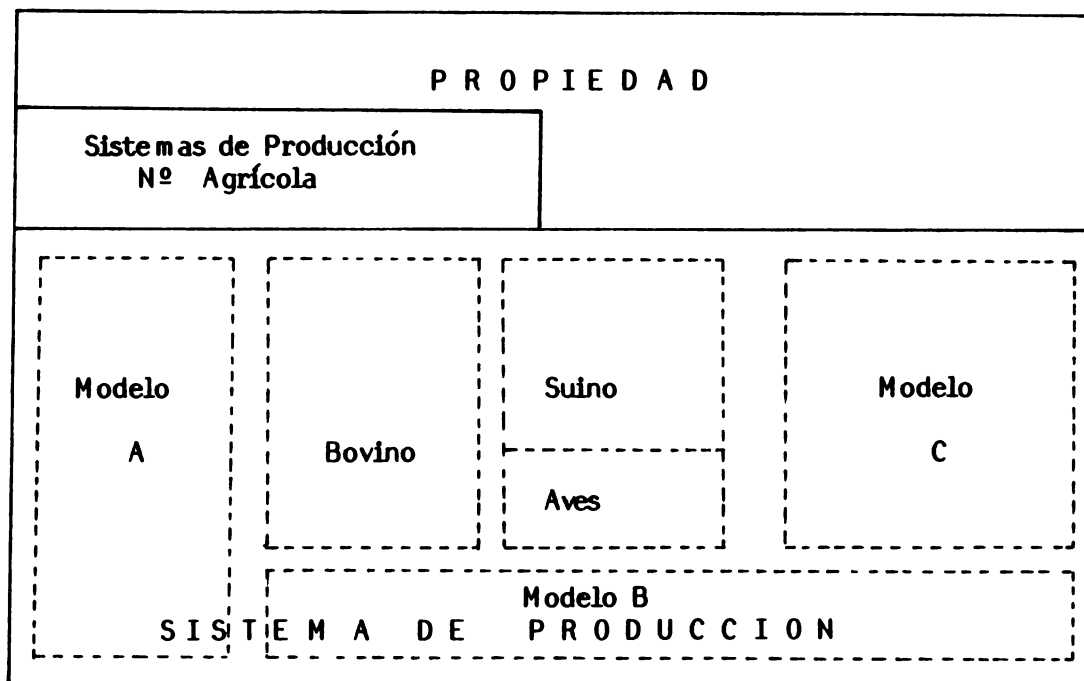 PROPIEDAD
Sistemas de Producción
Nº Agrícola
Modelo
A
Bovino
Suino
Aves
Modelo
C
Modelo B
SISTEMA DE PRODUCCION